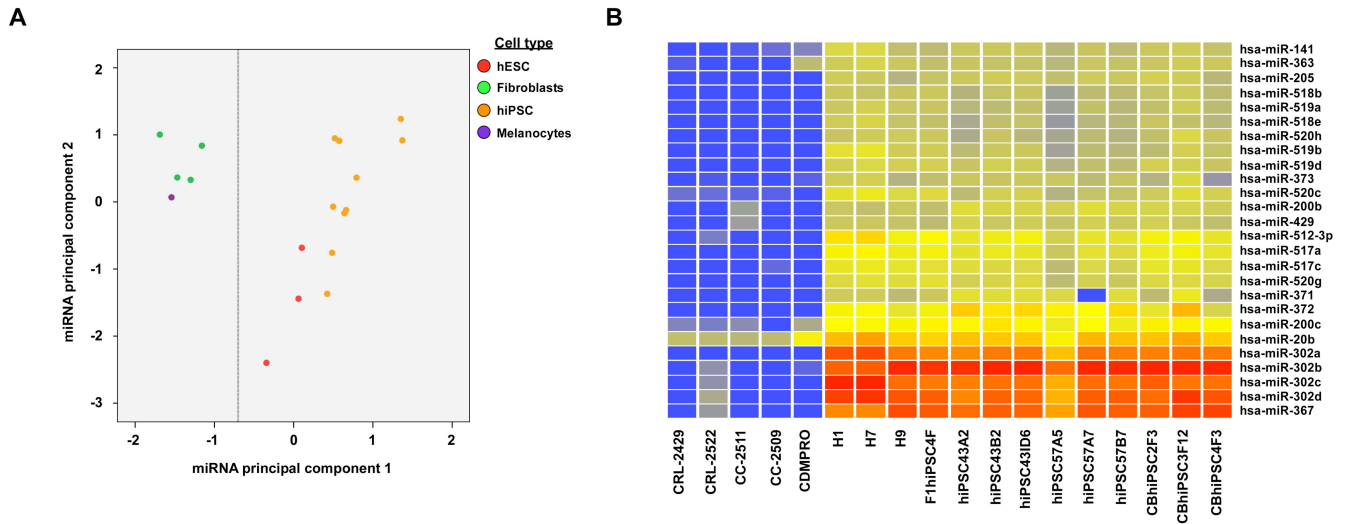 A
Cell type
hESC
Fibroblasts
hiPSC
Melanocytes
2
1
0
-1
-2
-3
miRNA principal component 2
-2
-1
0
1
2
miRNA principal component 1
B
hsa-miR-141
hsa-miR-363
hsa-miR-205
hsa-miR-518b
hsa-miR-519a
hsa-miR-518e
hsa-miR-520h
hsa-miR-519b
hsa-miR-519d
hsa-miR-373
hsa-miR-520c
hsa-miR-200b
hsa-miR-429
hsa-miR-512-3p
hsa-miR-517a
hsa-miR-517c
hsa-miR-520g
hsa-miR-371
hsa-miR-372
hsa-miR-200c
hsa-miR-20b
hsa-miR-302a
hsa-miR-302b
hsa-miR-302c
hsa-miR-302d
hsa-miR-367
CRL-2429
CRL-2522
CC-2511
CC-2509
CDMPRO
H1
H7
H9
F1hiPSC4F
hiPSC43A2
hiPSC43B2
hiPSC43ID6
hiPSC57A5
hiPSC57A7
hiPSC57B7
CBhiPSC2F3
CBhiPSC3F12
CBhiPSC4F3